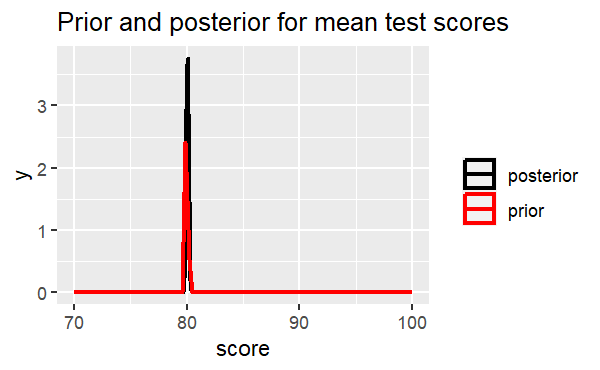 Prior and posterior for mean test scores
3
2
1
0
y
70 80 90 100
score
posterior
prior